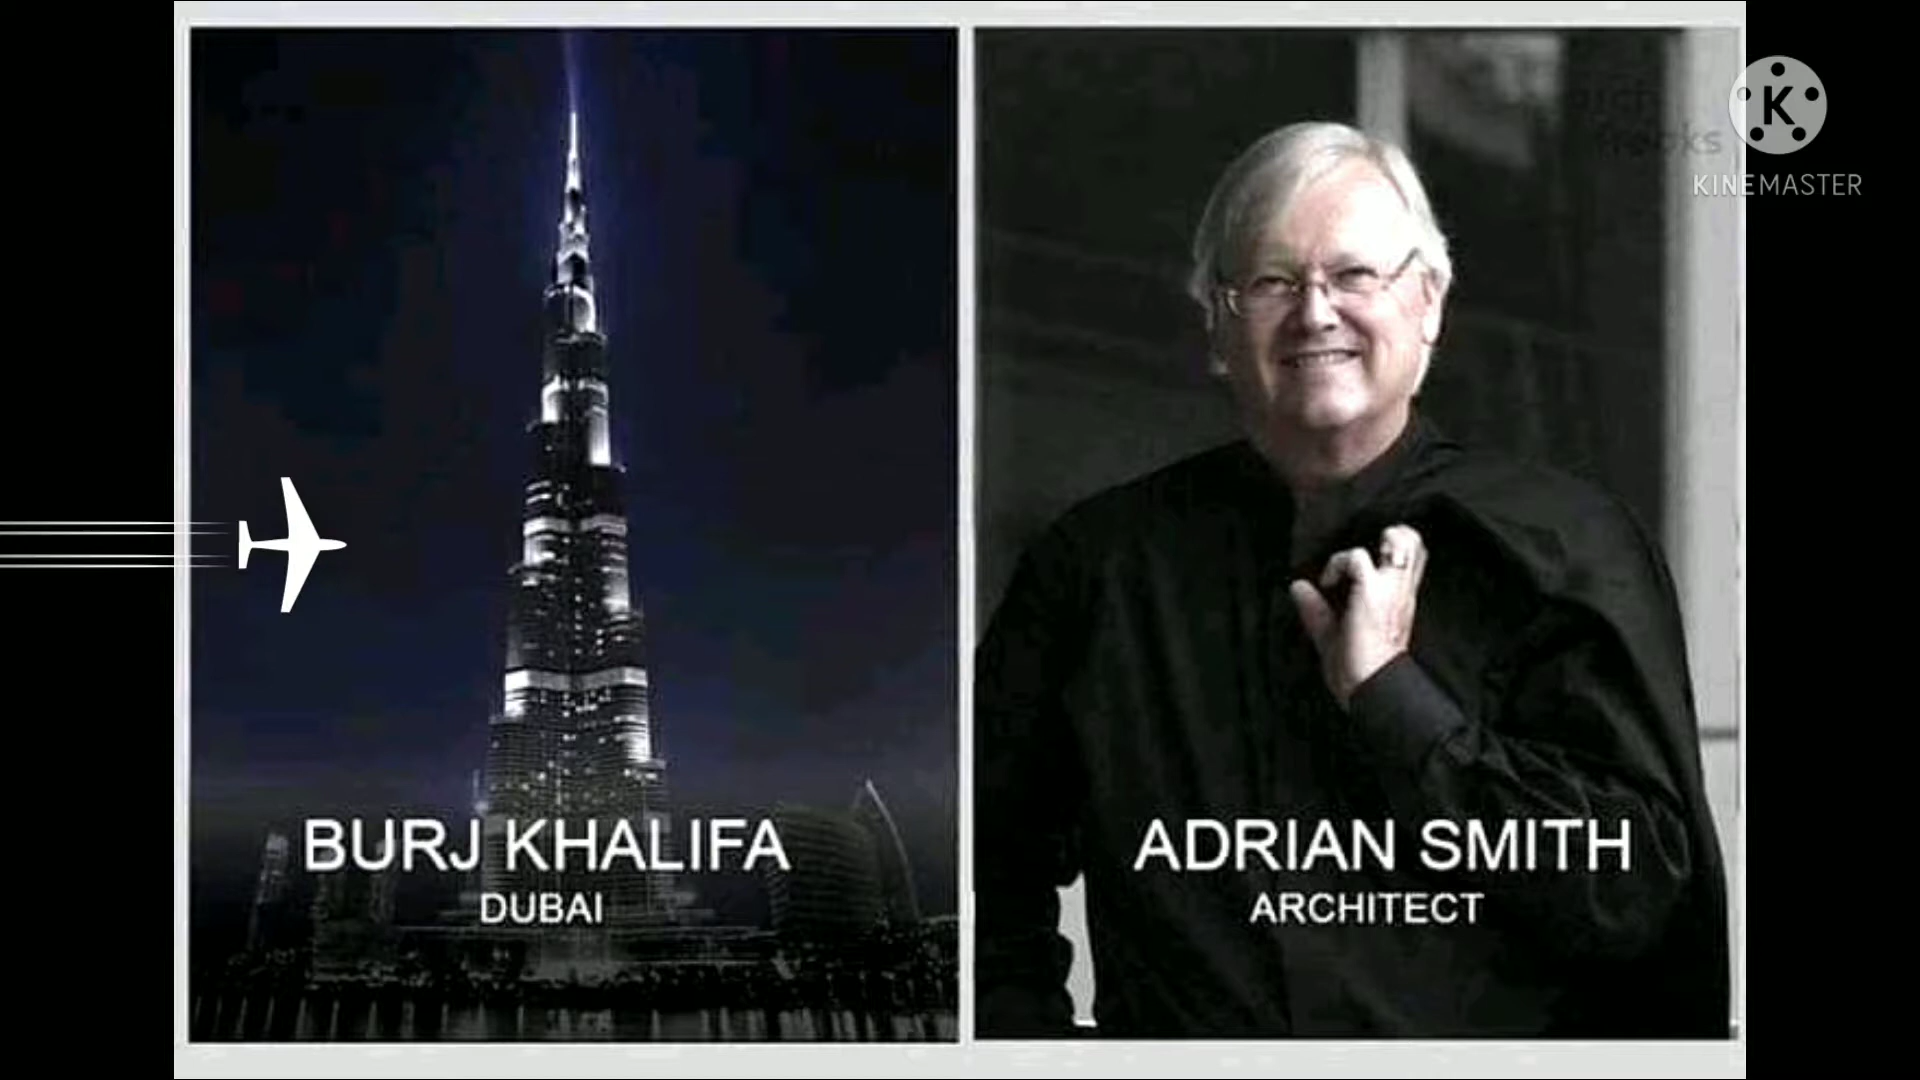 BURJ KHALIFA
DUBAI
ADRIAN SMITH
ARCHITECT
K
KINEMASTER